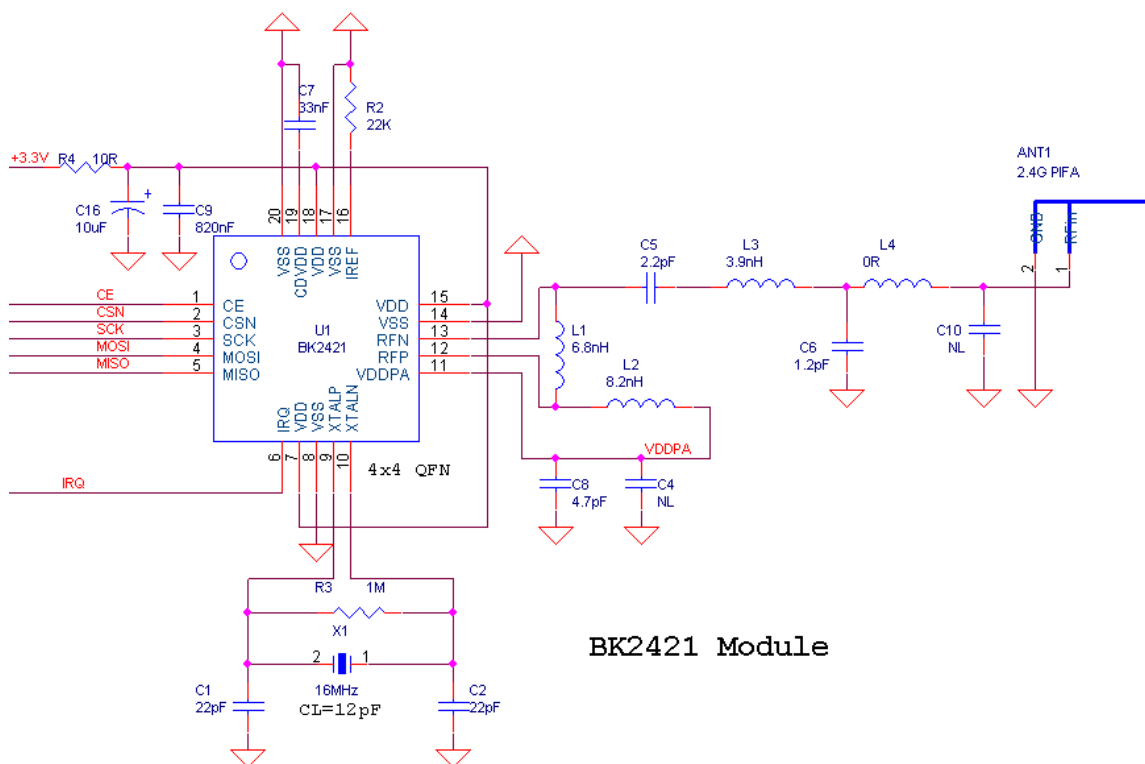 C7
33nF
R2
22K
+3.3V
R4 10R
ANT1
2.4G PIFA
C16
10uF
+
C9
820nF
20 19 18 17 16
VSS CDVDD VDD VSS IREF
GND RFin
2 1
C5
2.2pF
L3
3.9nH
L4
0R
CE 1 CE
CSN 2 CSN
SCK 3 SCK
MOSI 4 MOSI
MISO 5 MISO
U1
BK2421
VDD 15
VSS 14
RFN 13
RFP 12
VDDPA 11
L1
6.8nH
L2
8.2nH
C6
1.2pF
C10
NL
IRQ VDD VSS XTALP XTALN
6 7 8 9 10
4x4 QFN
VDDPA
IRQ
C8
4.7pF
C4
NL
R3 1M
X1
2 1
16MHz
CL=12pF
C1
22pF
C2
22pF
BK2421 Module